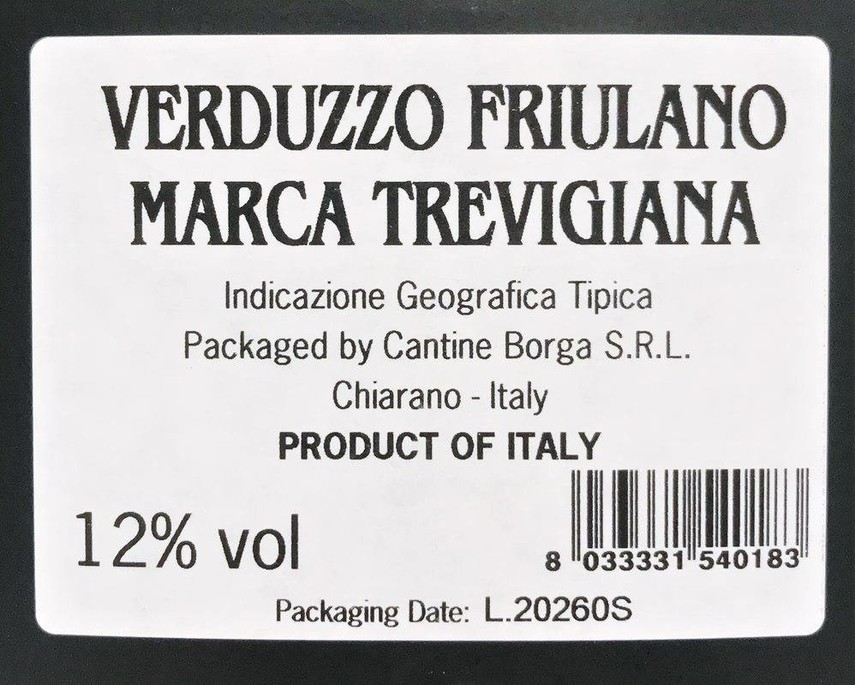 VERDUZZO FRIULANO
MARCA TREVIGIANA
Indicazione Geografica Tipica
Packaged by Cantine Borga S.R.L.
Chiarano - Italy
PRODUCT OF ITALY
12% vol
8 033331 540183
Packaging Date: L.20260S